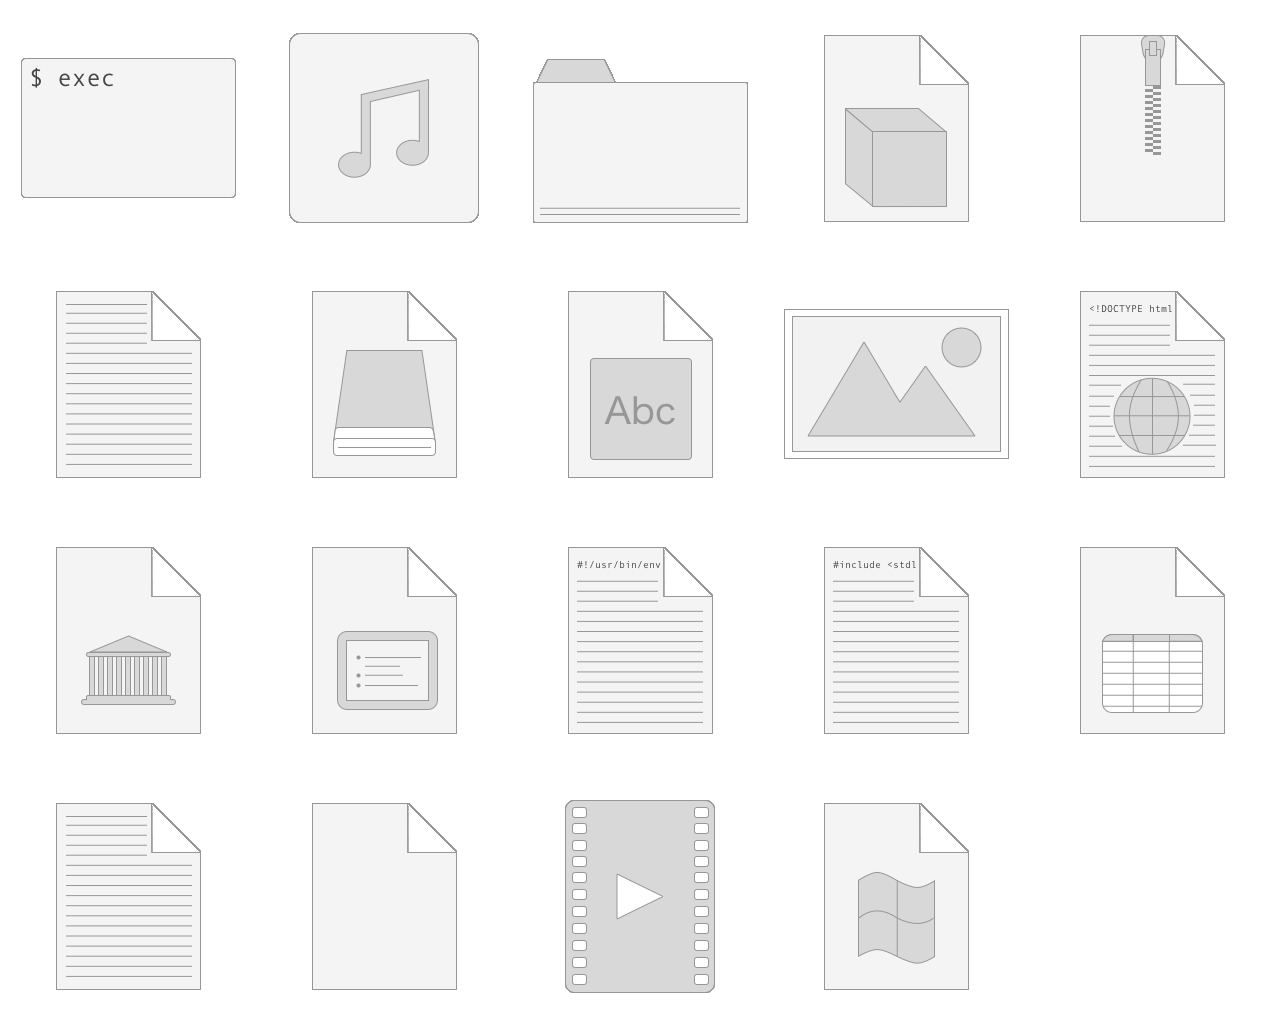 $ exec
Abc
<!DOCTYPE html
#!/usr/bin/env
#include <stdl